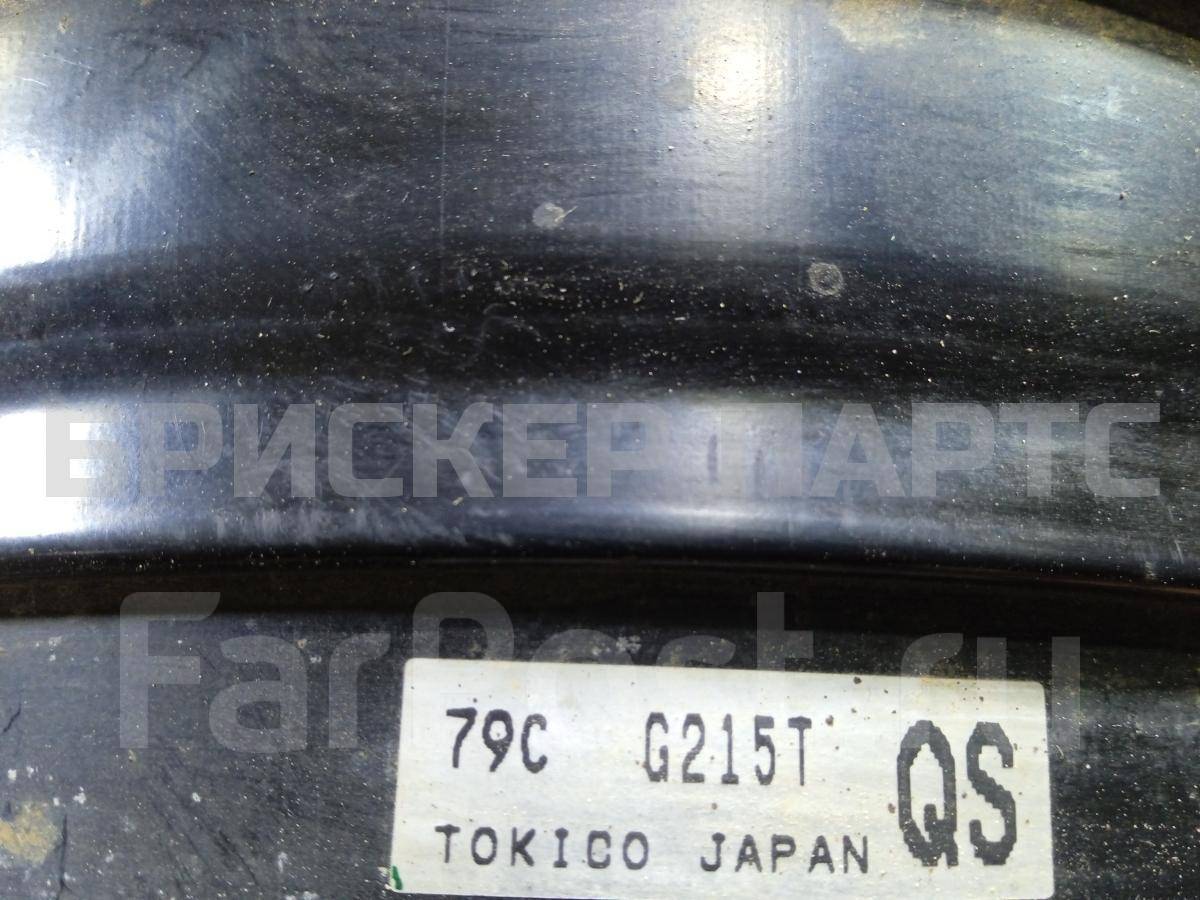 БРИСКЕР ПАРТС
FarPost.ru
79C G215T QS
TOKICO JAPAN